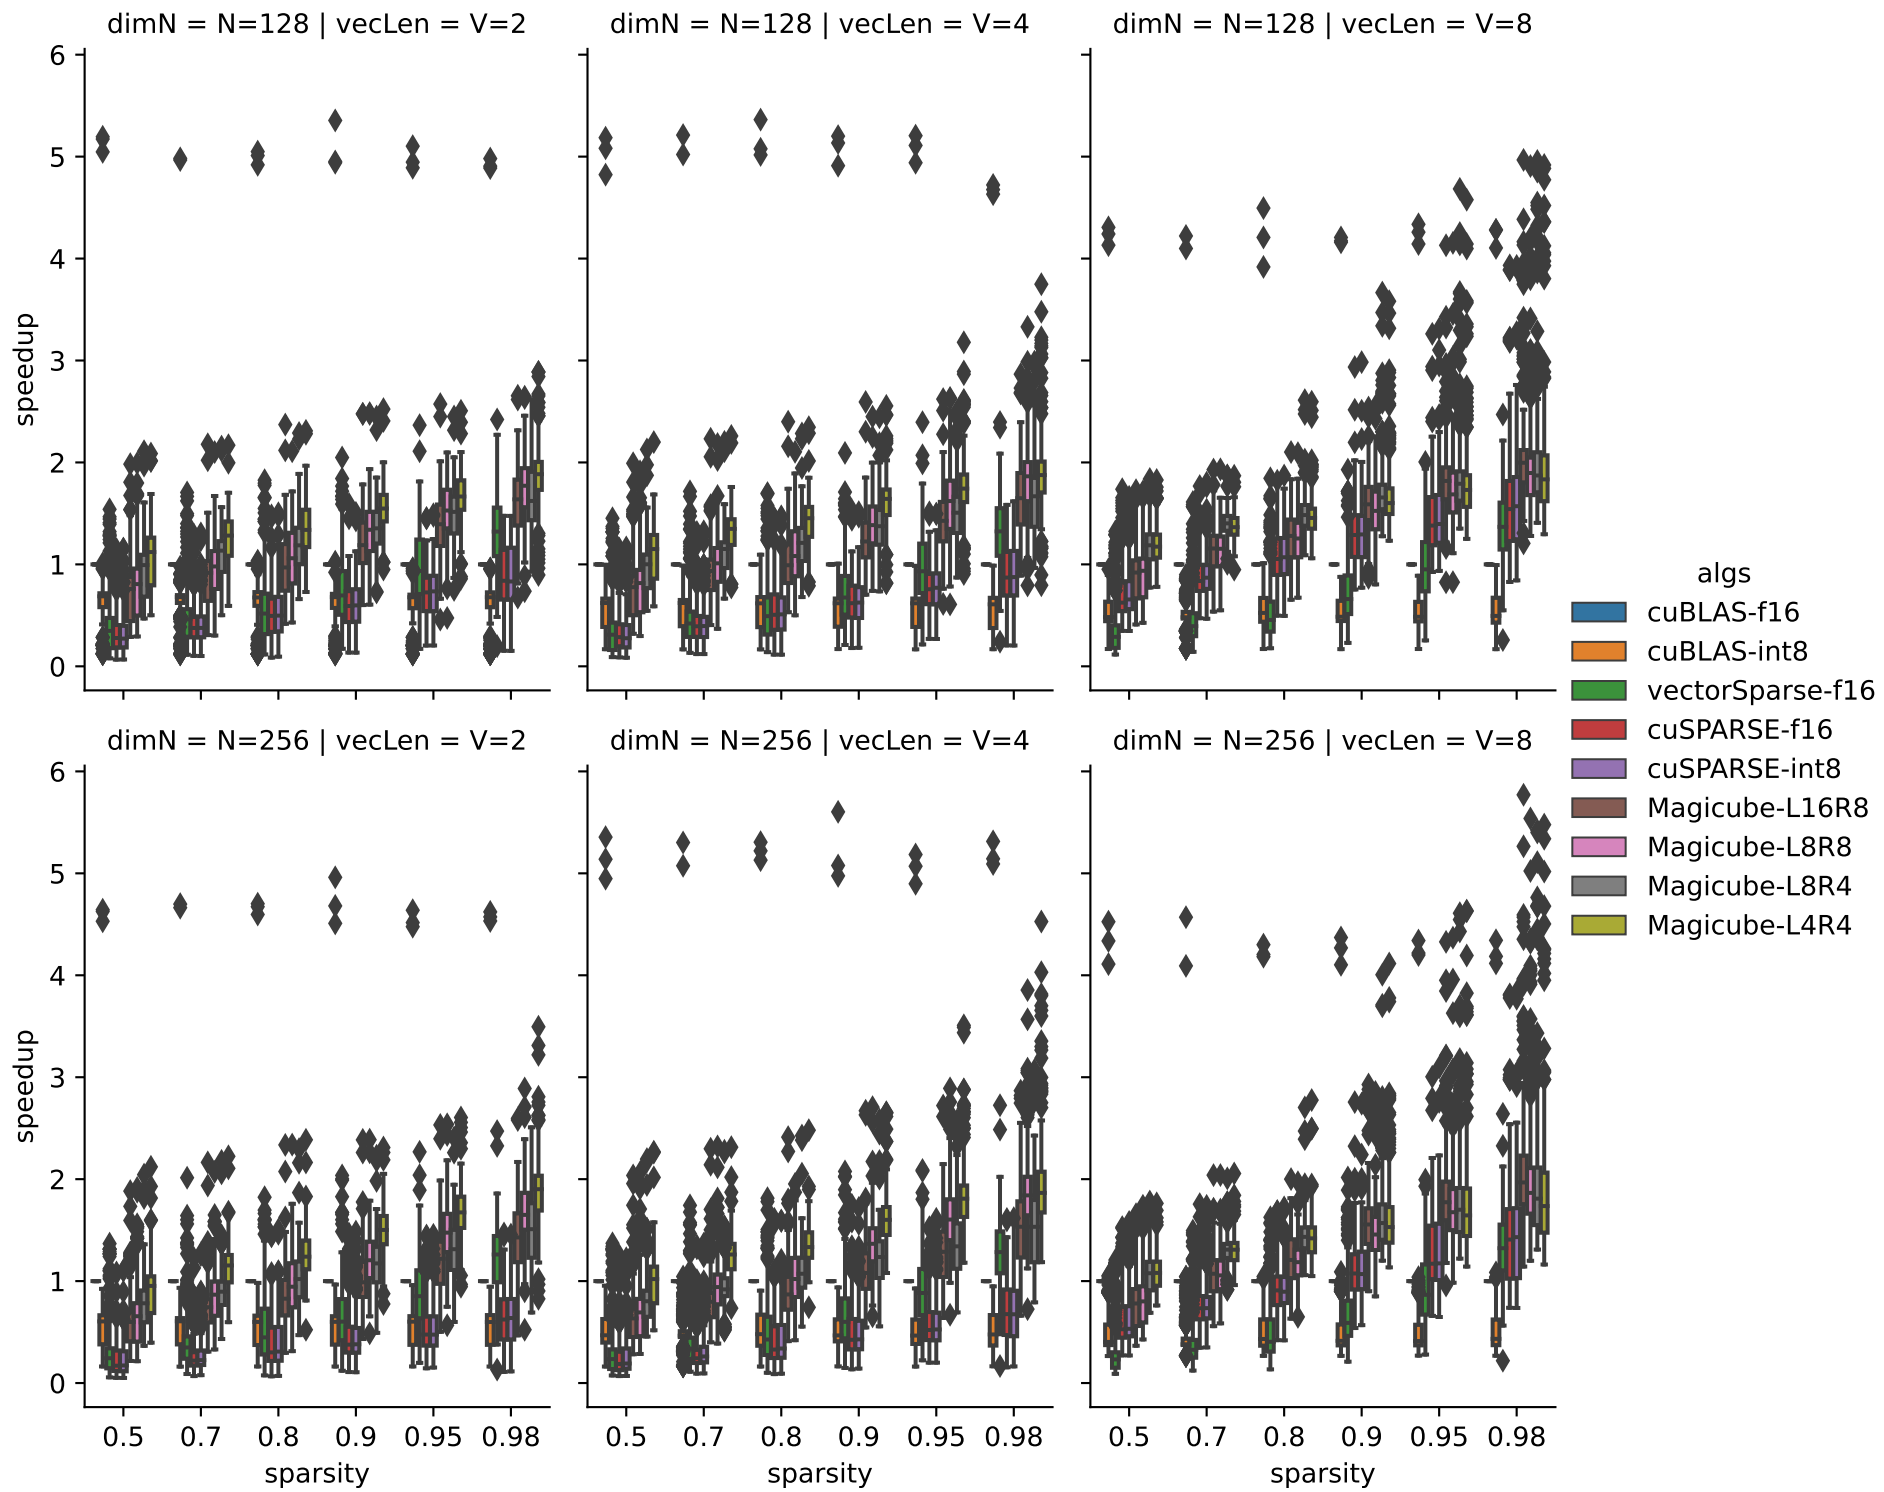 dimN = N=128 | vecLen = V=2
dimN = N=128 | vecLen = V=4
dimN = N=128 | vecLen = V=8
6
5
4
3
2
1
0
speedup
dimN = N=256 | vecLen = V=2
dimN = N=256 | vecLen = V=4
dimN = N=256 | vecLen = V=8
6
5
4
3
2
1
0
speedup
0.5 0.7 0.8 0.9 0.95 0.98
sparsity
0.5 0.7 0.8 0.9 0.95 0.98
sparsity
0.5 0.7 0.8 0.9 0.95 0.98
sparsity
algs
cuBLAS-f16
cuBLAS-int8
vectorSparse-f16
cuSPARSE-f16
cuSPARSE-int8
Magicube-L16R8
Magicube-L8R8
Magicube-L8R4
Magicube-L4R4